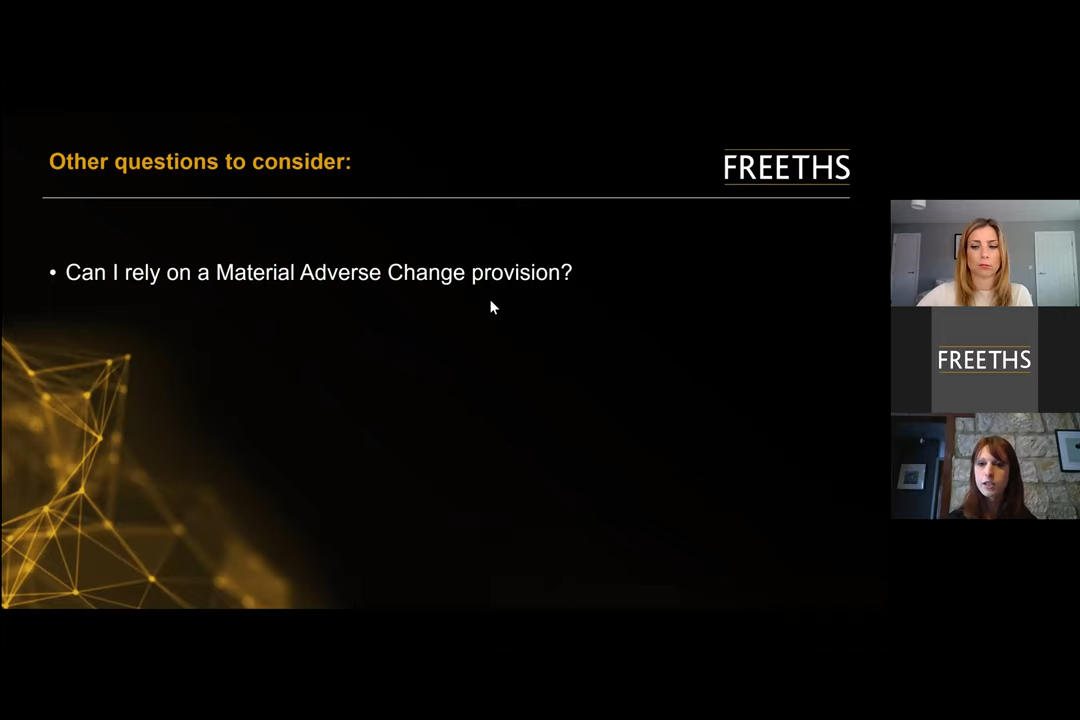 Other questions to consider:
FREETHS
• Can I rely on a Material Adverse Change provision?
FREETHS